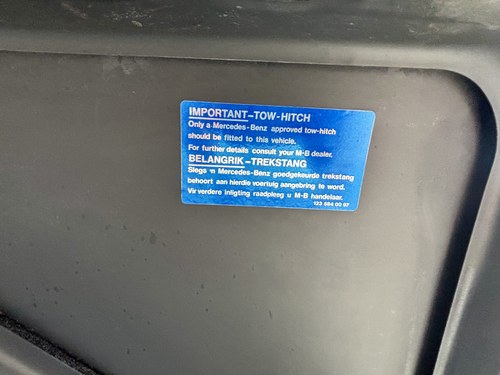 IMPORTANT-TOW-HITCH
Only a Mercedes-Benz approved tow-hitch
should be fitted to this vehicle.
For further details consult your M-B dealer.
BELANGRIK-TREKSTANG
Slegs 'n Mercedes-Benz goedgekeurde trekstang
behoort aan hierdie voertuig aangebring te word.
Vir verdere inligting raadpleeg u M-B handelaar.
123 584 00 97